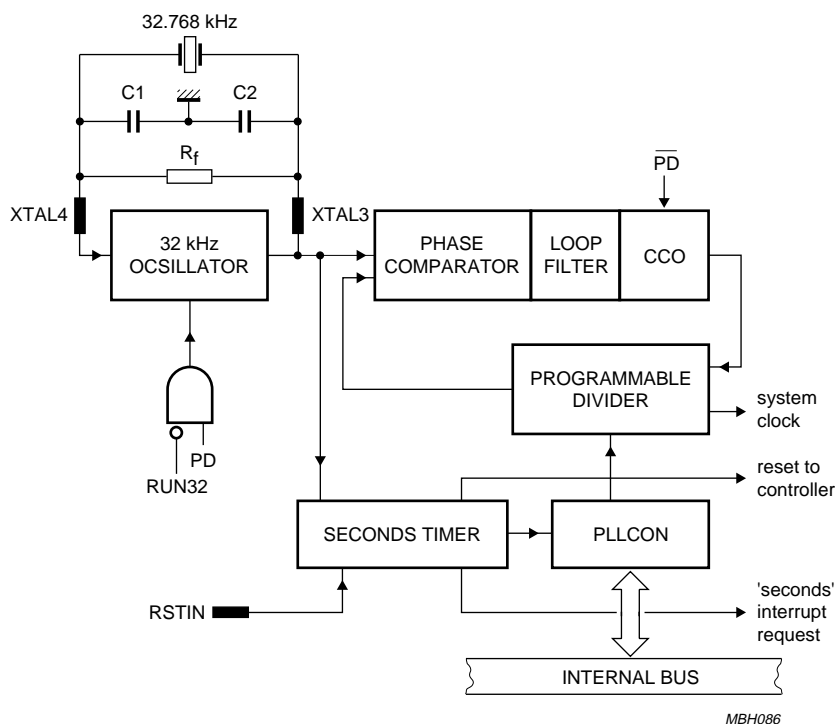 32.768 kHz
C1
C2
Rf
PD
XTAL4
XTAL3
32 kHz
OCSILLATOR
PHASE
COMPARATOR
LOOP
FILTER
CCO
PROGRAMMABLE
DIVIDER
system
clock
PD
RUN32
reset to
controller
SECONDS TIMER
PLLCON
RSTIN
'seconds'
interrupt
request
INTERNAL BUS
MBH086